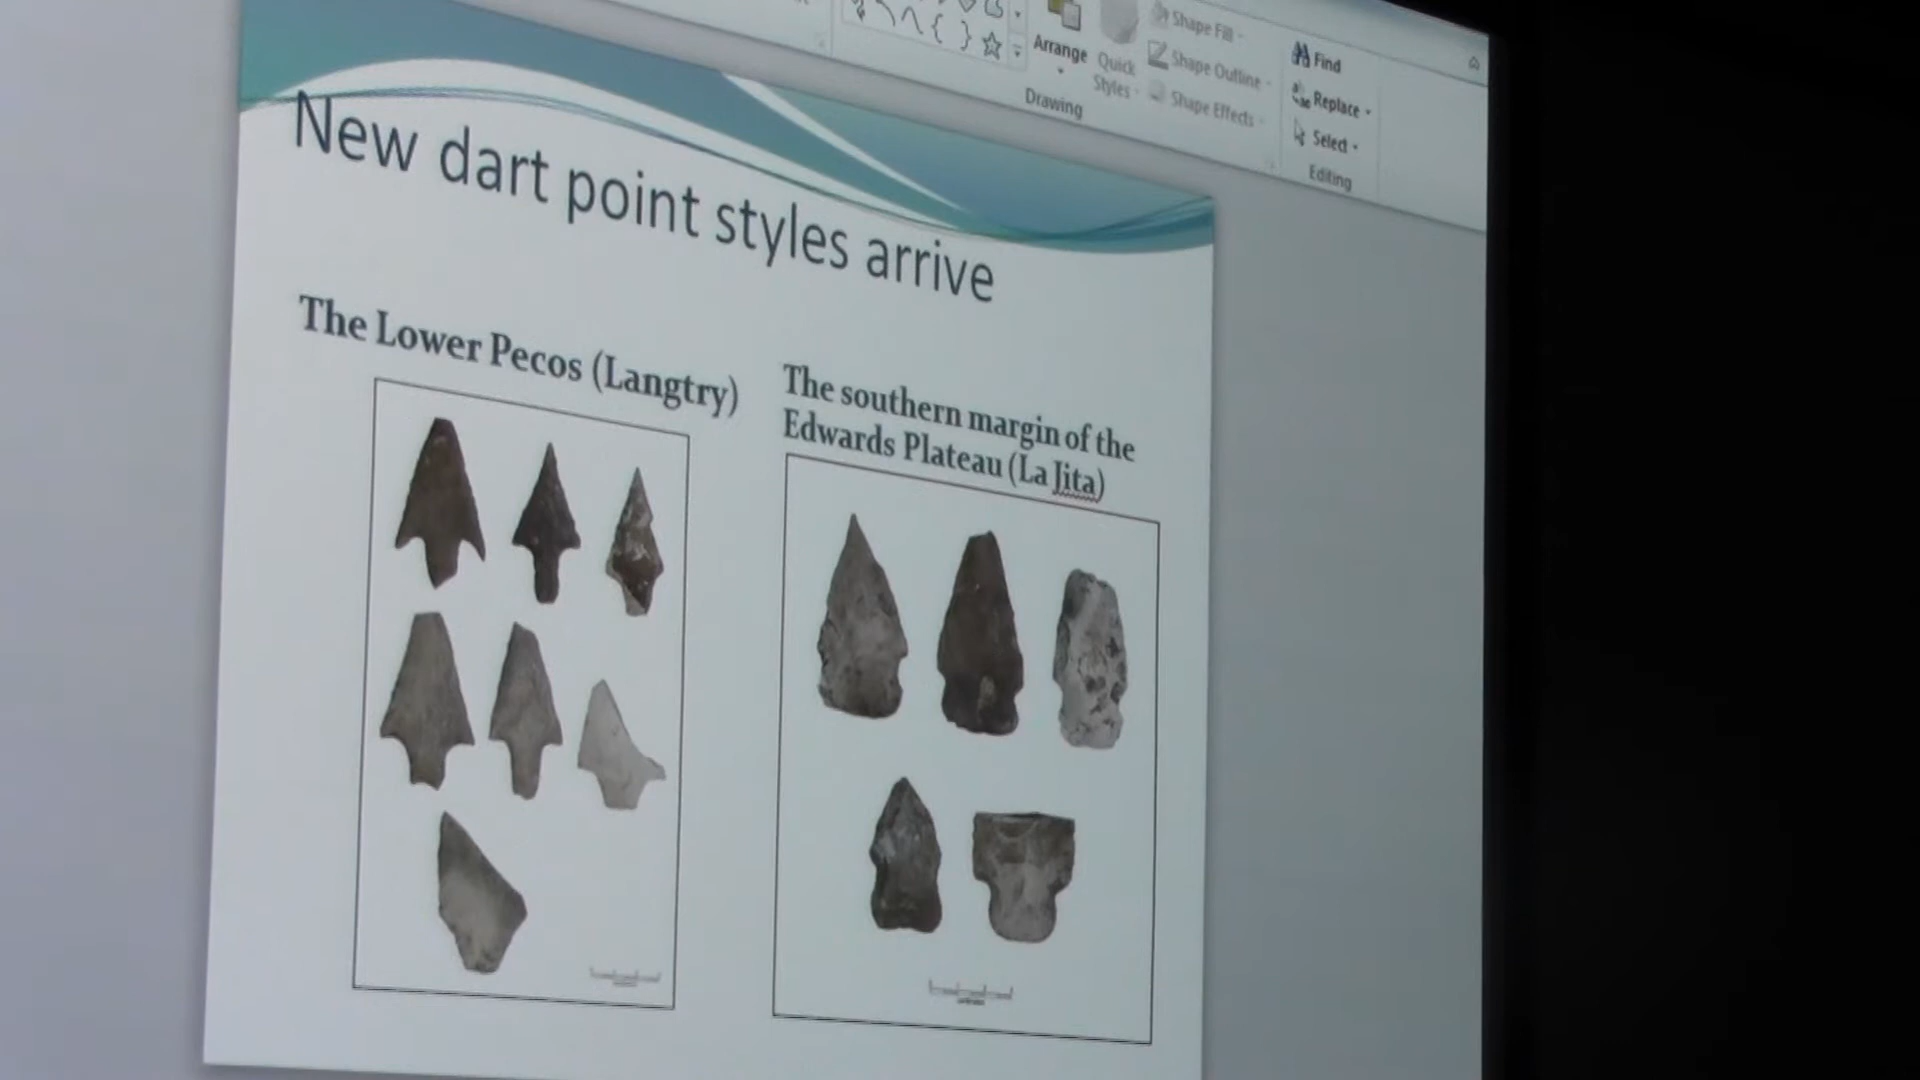 Arrange
Quick
Styles
Shape Fill
Shape Outline
Shape Effects
Drawing
Find
Replace
Select
Editing
New dart point styles arrive
The Lower Pecos (Langtry)
The southern margin of the
Edwards Plateau (La Jita)